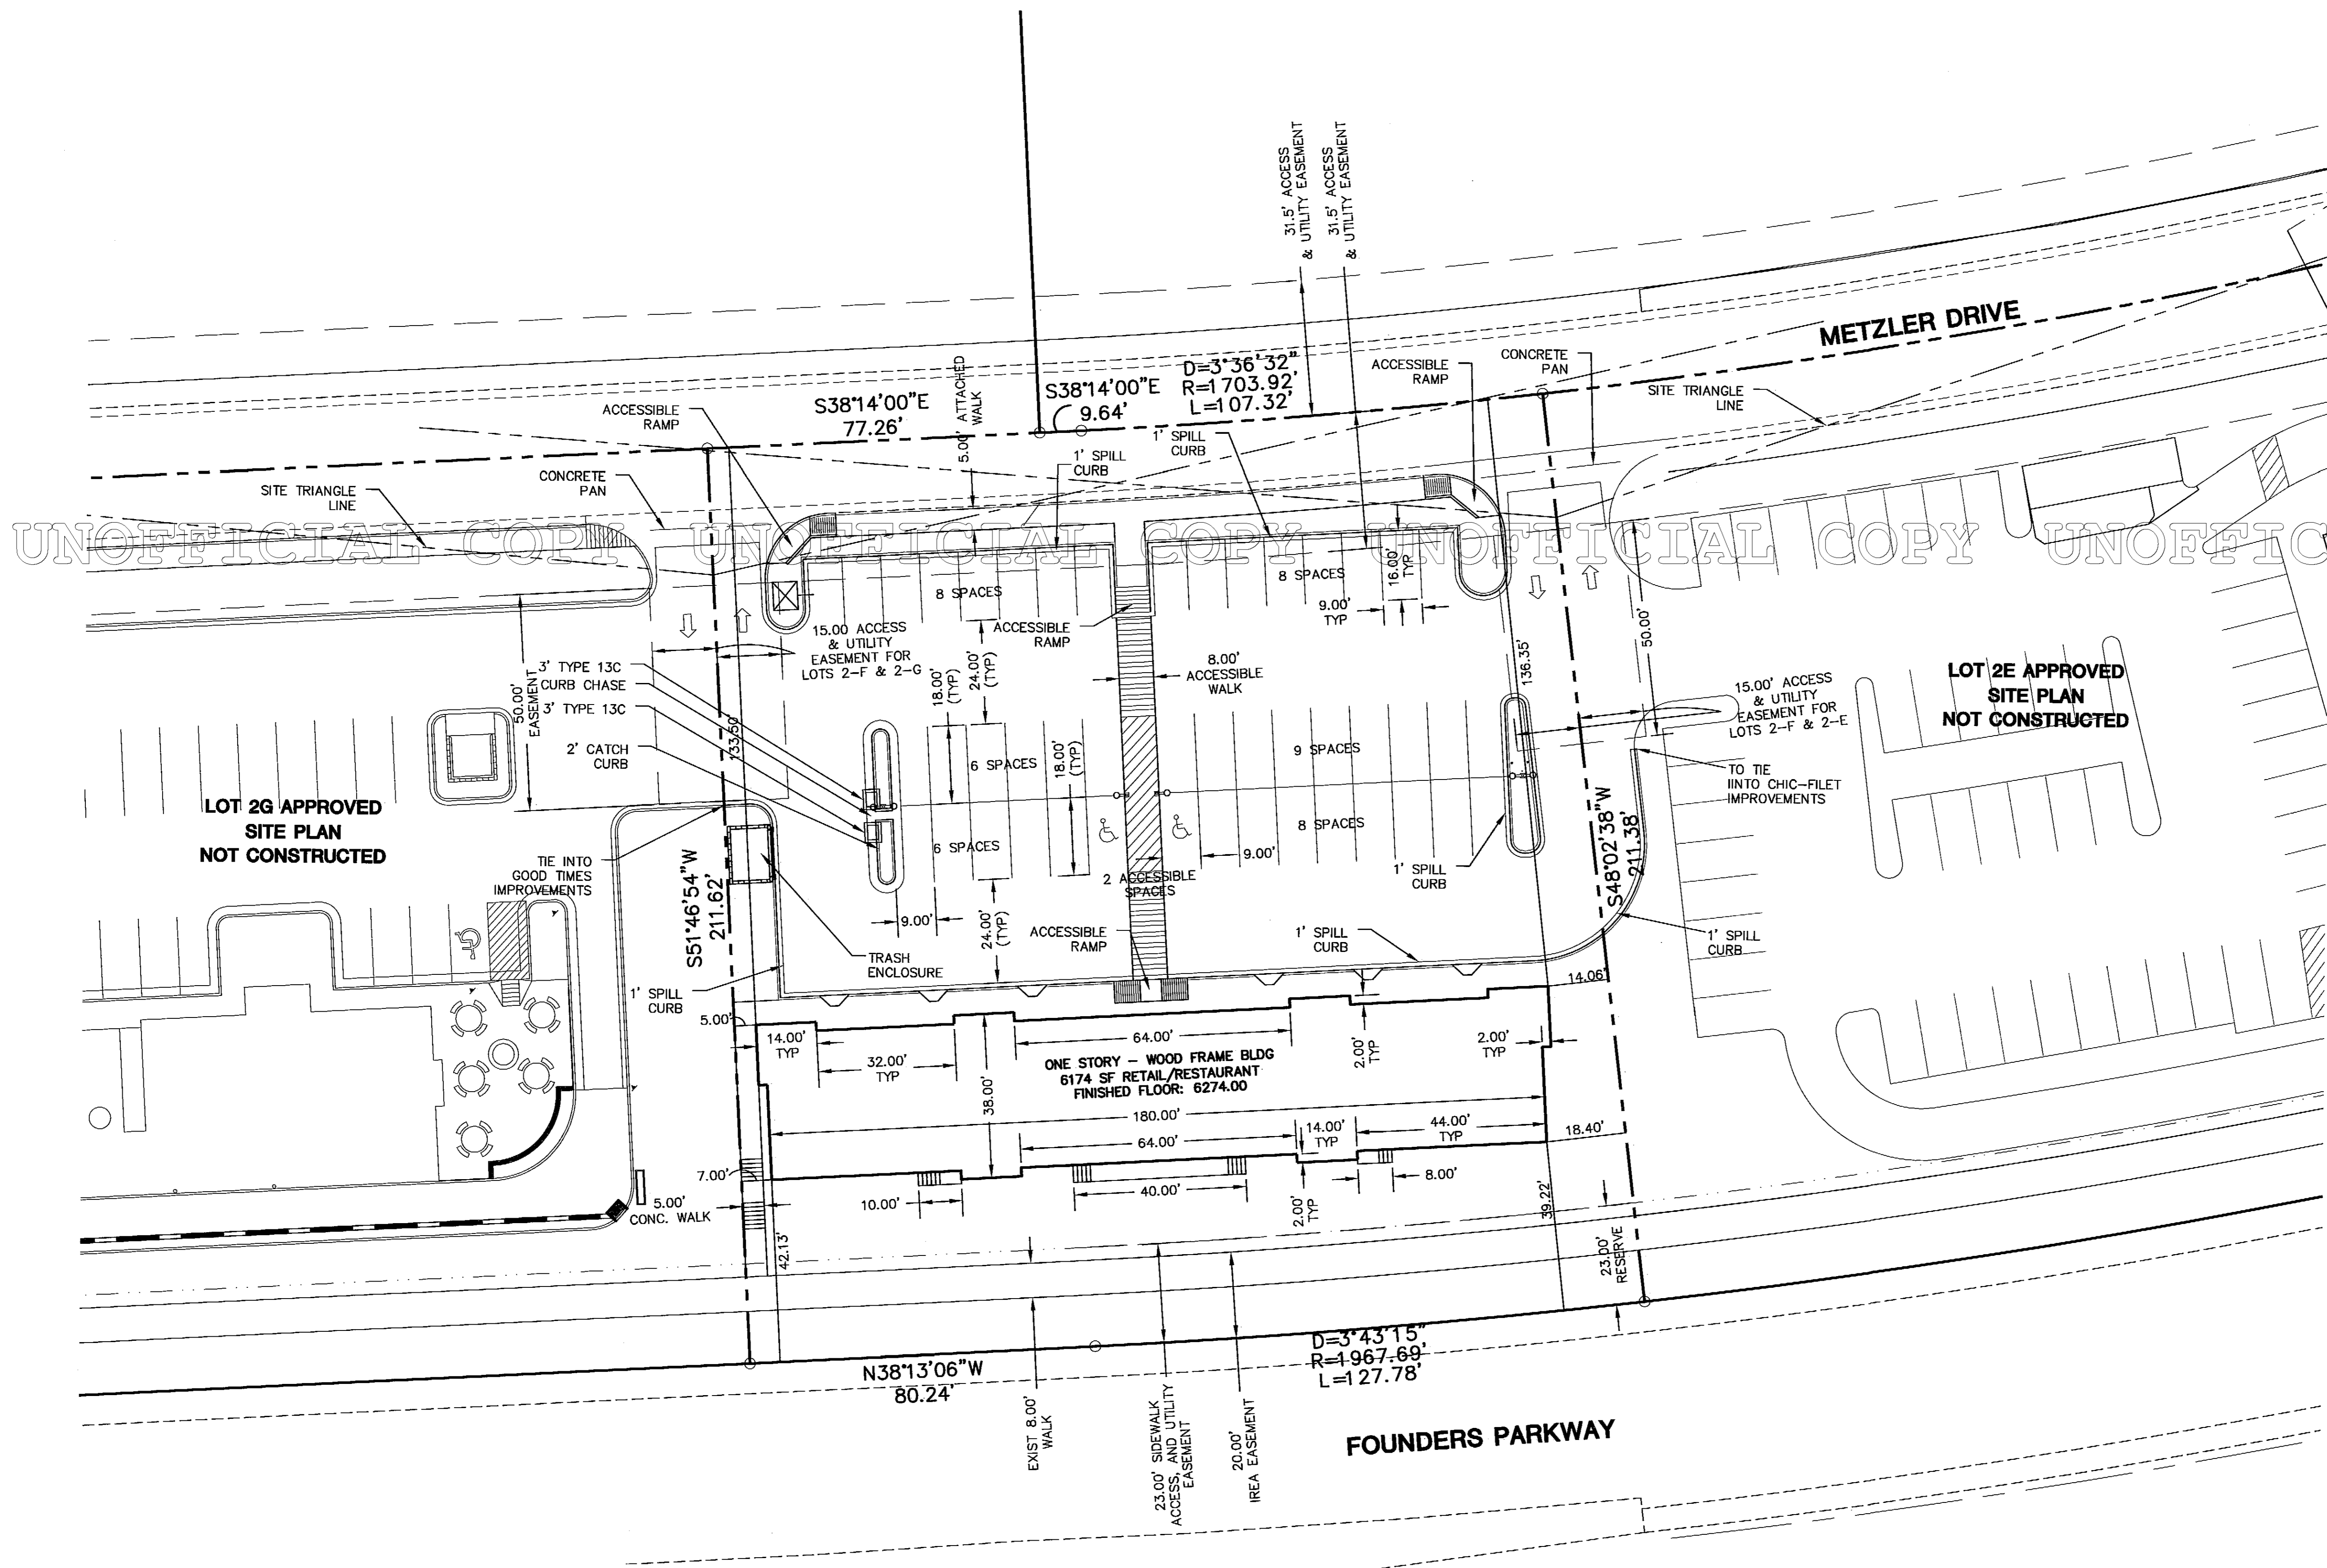 31.5' ACCESS
& UTILITY EASEMENT
31.5' ACCESS
& UTILITY EASEMENT
METZLER DRIVE
ACCESSIBLE
RAMP
S38°14'00"E
77.26'
5.00' ATTACHED
WALK
S38°14'00"E
9.64'
D=3°36'32"
R=1703.92'
L=107.32'
ACCESSIBLE
RAMP
CONCRETE
PAN
SITE TRIANGLE
LINE
1' SPILL
CURB
1' SPILL
CURB
CONCRETE
PAN
SITE TRIANGLE
LINE
UNOFFICIAL COPY UNOFFICIAL COPY UNOFFICIAL COPY UNOFFIC
8 SPACES
8 SPACES
16.00'
TYP
9.00'
TYP
15.00 ACCESS
& UTILITY
EASEMENT FOR
LOTS 2-F & 2-G
ACCESSIBLE
RAMP
50.00'
EASEMENT
3' TYPE 13C
CURB CHASE
3' TYPE 13C
2' CATCH
CURB
133.50'
18.00'
(TYP)
24.00'
(TYP)
8.00'
ACCESSIBLE
WALK
136.35'
50.00'
15.00' ACCESS
& UTILITY
EASEMENT FOR
LOTS 2-F & 2-E
LOT 2E APPROVED
SITE PLAN
NOT CONSTRUCTED
6 SPACES
18.00'
(TYP)
9 SPACES
TO TIE
IINTO CHIC-FILET
IMPROVEMENTS
LOT 2G APPROVED
SITE PLAN
NOT CONSTRUCTED
6 SPACES
8 SPACES
9.00'
1' SPILL
CURB
S48°02'38"W
211.38'
TIE INTO
GOOD TIMES
IMPROVEMENTS
S51°46'54"W
211.62'
2 ACCESSIBLE
SPACES
9.00'
24.00'
(TYP)
ACCESSIBLE
RAMP
1' SPILL
CURB
1' SPILL
CURB
TRASH
ENCLOSURE
1' SPILL
CURB
14.06'
5.00'
14.00'
TYP
32.00'
TYP
38.00'
64.00'
ONE STORY - WOOD FRAME BLDG
6174 SF RETAIL/RESTAURANT
FINISHED FLOOR: 6274.00
2.00'
TYP
2.00'
TYP
180.00'
64.00'
14.00'
TYP
44.00'
TYP
18.40'
7.00'
5.00'
CONC. WALK
10.00'
40.00'
2.00'
TYP
8.00'
39.22'
42.13'
23.00'
RESERVE
N38°13'06"W
80.24'
D=3°43'15"
R=1967.69'
L=127.78'
EXIST 8.00'
WALK
23.00' SIDEWALK
ACCESS, AND UTILITY
EASEMENT
20.00'
IREA EASEMENT
FOUNDERS PARKWAY